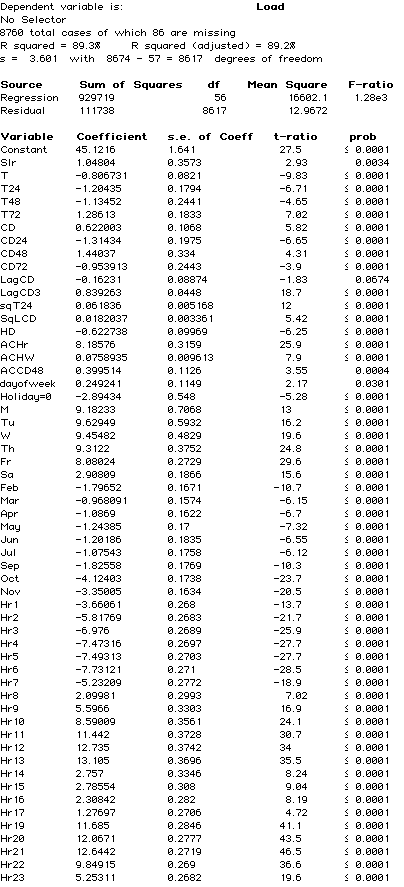 Dependent variable is: Load
No Selector
8760 total cases of which 86 are missing
R squared = 89.3% R squared (adjusted) = 89.2%
s = 3.601 with 8674 - 57 = 8617 degrees of freedom
Source Sum of Squares df Mean Square F-ratio
Regression 929719 56 16602.1 1.28e3
Residual 111738 8617 12.9672
Variable Coefficient s.e. of Coeff t-ratio prob
Constant 45.1216 1.641 27.5 ≤ 0.0001
Slr 1.04804 0.3573 2.93 0.0034
T -0.806731 0.0821 -9.83 ≤ 0.0001
T24 -1.20435 0.1794 -6.71 ≤ 0.0001
T48 -1.13452 0.2441 -4.65 ≤ 0.0001
T72 1.28613 0.1833 7.02 ≤ 0.0001
CD 0.622003 0.1068 5.82 ≤ 0.0001
CD24 -1.31434 0.1975 -6.65 ≤ 0.0001
CD48 1.44037 0.334 4.31 ≤ 0.0001
CD72 -0.953913 0.2443 -3.9 ≤ 0.0001
LagCD -0.16231 0.08874 -1.83 0.0674
LagCD3 0.839263 0.0448 18.7 ≤ 0.0001
sqT24 0.061836 0.005168 12 ≤ 0.0001
SqLCD 0.0182037 0.003361 5.42 ≤ 0.0001
HD -0.622738 0.09969 -6.25 ≤ 0.0001
ACHr 8.18576 0.3159 25.9 ≤ 0.0001
ACHW 0.0758935 0.009613 7.9 ≤ 0.0001
ACCD48 0.399514 0.1126 3.55 0.0004
dayofweek 0.249241 0.1149 2.17 0.0301
Holiday=0 -2.89434 0.548 -5.28 ≤ 0.0001
M 9.18233 0.7068 13 ≤ 0.0001
Tu 9.62949 0.5932 16.2 ≤ 0.0001
W 9.45482 0.4829 19.6 ≤ 0.0001
Th 9.3122 0.3752 24.8 ≤ 0.0001
Fr 8.08024 0.2729 29.6 ≤ 0.0001
Sa 2.90809 0.1866 15.6 ≤ 0.0001
Feb -1.79652 0.1671 -10.7 ≤ 0.0001
Mar -0.968091 0.1574 -6.15 ≤ 0.0001
Apr -1.0869 0.1622 -6.7 ≤ 0.0001
May -1.24385 0.17 -7.32 ≤ 0.0001
Jun -1.20186 0.1835 -6.55 ≤ 0.0001
Jul -1.07543 0.1758 -6.12 ≤ 0.0001
Sep -1.82558 0.1769 -10.3 ≤ 0.0001
Oct -4.12403 0.1738 -23.7 ≤ 0.0001
Nov -3.35005 0.1634 -20.5 ≤ 0.0001
Hr1 -3.66061 0.268 -13.7 ≤ 0.0001
Hr2 -5.81769 0.2683 -21.7 ≤ 0.0001
Hr3 -6.976 0.2689 -25.9 ≤ 0.0001
Hr4 -7.47316 0.2697 -27.7 ≤ 0.0001
Hr5 -7.49313 0.2703 -27.7 ≤ 0.0001
Hr6 -7.73121 0.271 -28.5 ≤ 0.0001
Hr7 -5.23209 0.2772 -18.9 ≤ 0.0001
Hr8 2.09981 0.2993 7.02 ≤ 0.0001
Hr9 5.5966 0.3303 16.9 ≤ 0.0001
Hr10 8.59009 0.3561 24.1 ≤ 0.0001
Hr11 11.442 0.3728 30.7 ≤ 0.0001
Hr12 12.735 0.3742 34 ≤ 0.0001
Hr13 13.105 0.3696 35.5 ≤ 0.0001
Hr14 2.757 0.3346 8.24 ≤ 0.0001
Hr15 2.78554 0.308 9.04 ≤ 0.0001
Hr16 2.30842 0.282 8.19 ≤ 0.0001
Hr17 1.27697 0.2706 4.72 ≤ 0.0001
Hr19 11.685 0.2846 41.1 ≤ 0.0001
Hr20 12.0671 0.2777 43.5 ≤ 0.0001
Hr21 12.6442 0.2719 46.5 ≤ 0.0001
Hr22 9.84915 0.269 36.6 ≤ 0.0001
Hr23 5.25311 0.2682 19.6 ≤ 0.0001